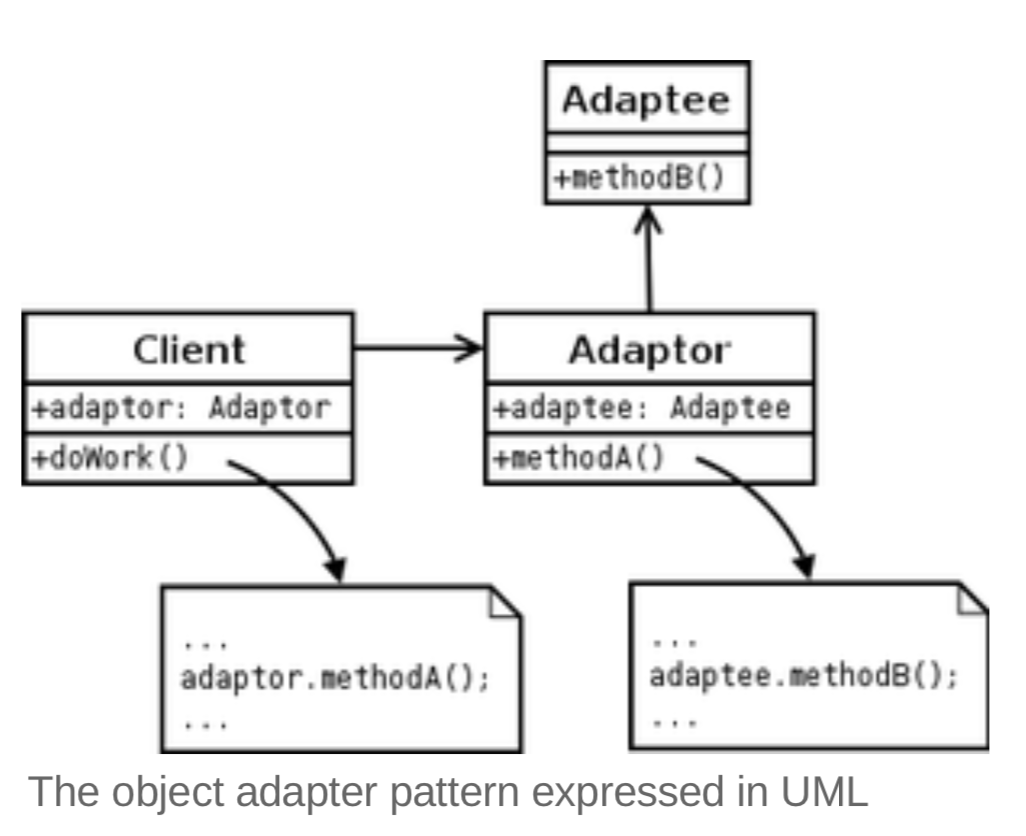 Adaptee
+methodB()
Client
+adaptor: Adaptor
+doWork()
Adaptor
+adaptee: Adaptee
+methodA()
...
adaptor.methodA();
...
...
adaptee.methodB();
...
The object adapter pattern expressed in UML